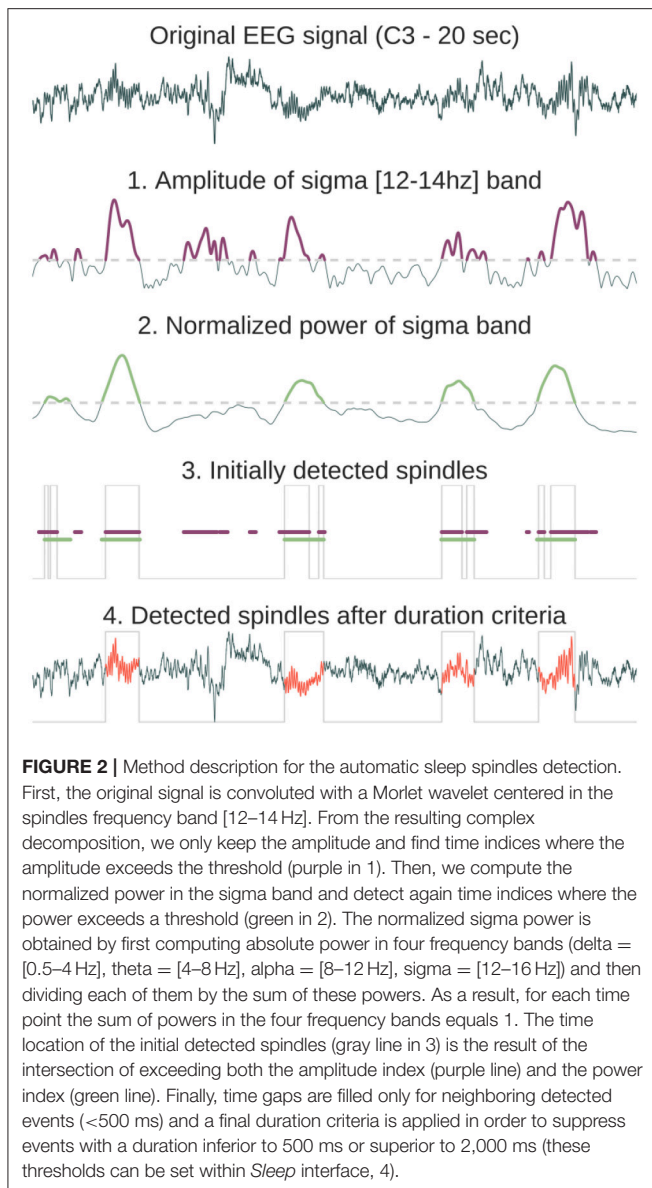 Original EEG signal (C3 - 20 sec)
1. Amplitude of sigma [12-14hz] band
2. Normalized power of sigma band
3. Initially detected spindles
4. Detected spindles after duration criteria
FIGURE 2 | Method description for the automatic sleep spindles detection.
First, the original signal is convoluted with a Morlet wavelet centered in the
spindles frequency band [12–14 Hz]. From the resulting complex
decomposition, we only keep the amplitude and find time indices where the
amplitude exceeds the threshold (purple in 1). Then, we compute the
normalized power in the sigma band and detect again time indices where the
power exceeds a threshold (green in 2). The normalized sigma power is
obtained by first computing absolute power in four frequency bands (delta =
[0.5–4 Hz], theta = [4–8 Hz], alpha = [8–12 Hz], sigma = [12–16 Hz]) and then
dividing each of them by the sum of these powers. As a result, for each time
point the sum of powers in the four frequency bands equals 1. The time
location of the initial detected spindles (gray line in 3) is the result of the
intersection of exceeding both the amplitude index (purple line) and the power
index (green line). Finally, time gaps are filled only for neighboring detected
events (<500 ms) and a final duration criteria is applied in order to suppress
events with a duration inferior to 500 ms or superior to 2,000 ms (these
thresholds can be set within Sleep interface, 4).